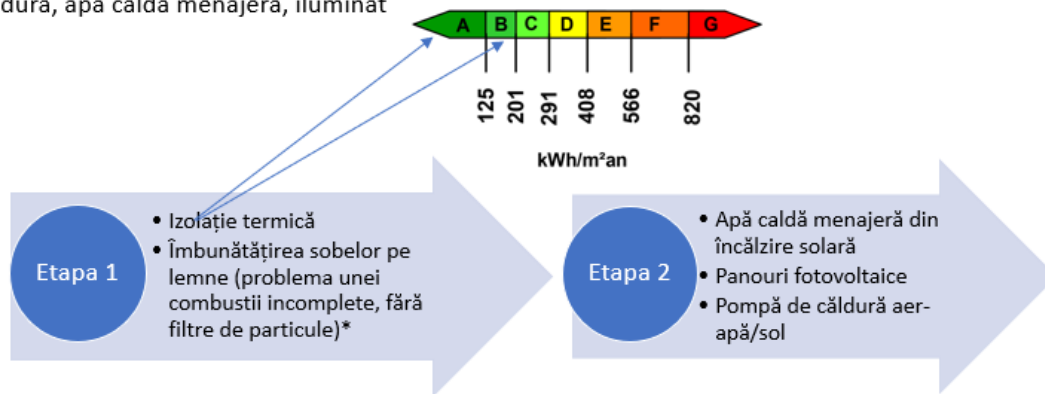 apă caldă menajeră, iluminat
A B C D E F G
125 201 291 408 566 820
kWh/m²an
Etapa 1
• Izolație termică
• Îmbunătățirea sobelor pe
lemne (problema unei
combustii incomplete, fără
filtre de particule)*
Etapa 2
• Apă caldă menajeră din
încălzire solară
• Panouri fotovoltaice
• Pompă de căldură aer-
apă/sol